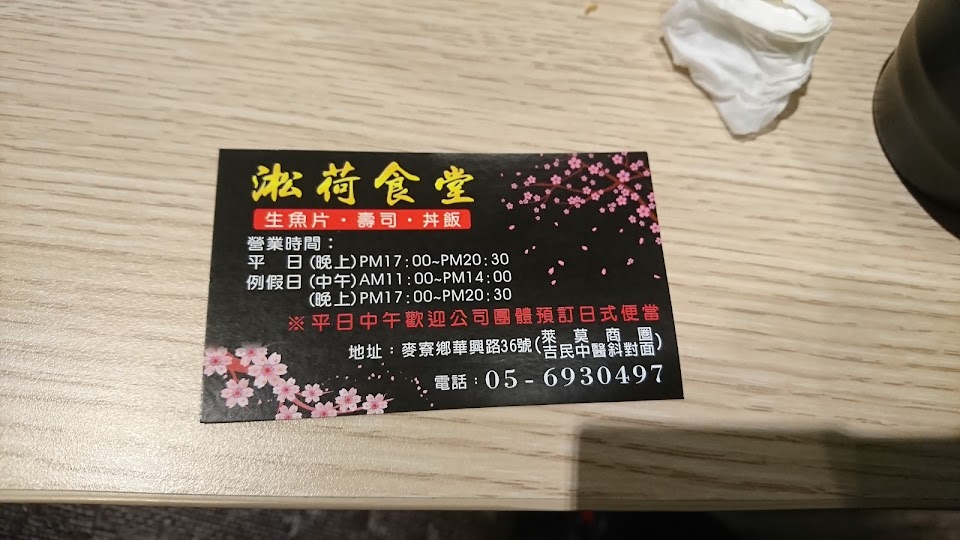 淞荷食堂
生魚片・壽司・丼飯
營業時間：
平　日(晚上)PM17:00~PM20:30
例假日(中午)AM11:00~PM14:00
(晚上)PM17:00~PM20:30
※平日中午歡迎公司團體預訂日式便當
地址：麥寮鄉華興路36號(萊莫商圈 吉民中醫斜對面)
電話：05-6930497